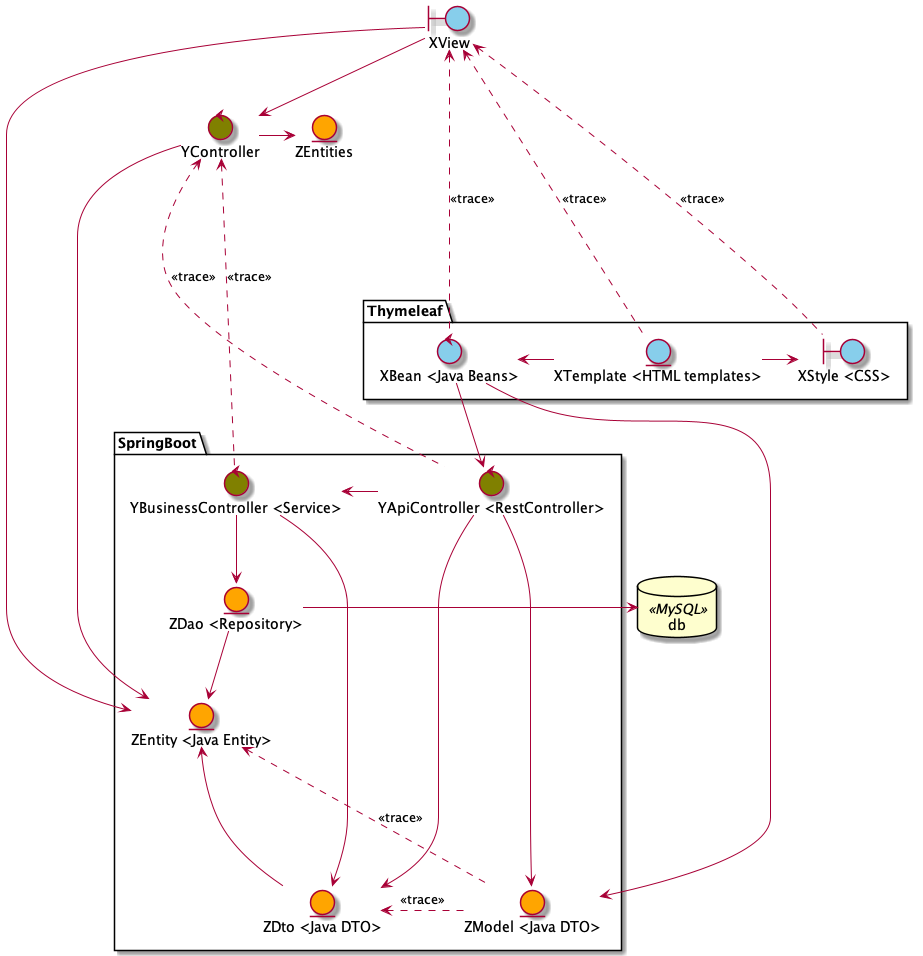 XView
YController
ZEntities
«trace»
«trace»
«trace»
«trace»
«trace»
Thymeleaf
XBean <Java Beans>
XTemplate <HTML templates>
XStyle <CSS>
SpringBoot
YBusinessController <Service>
YApiController <RestController>
ZDao <Repository>
«MySQL»
db
ZEntity <Java Entity>
«trace»
«trace»
ZDto <Java DTO>
ZModel <Java DTO>